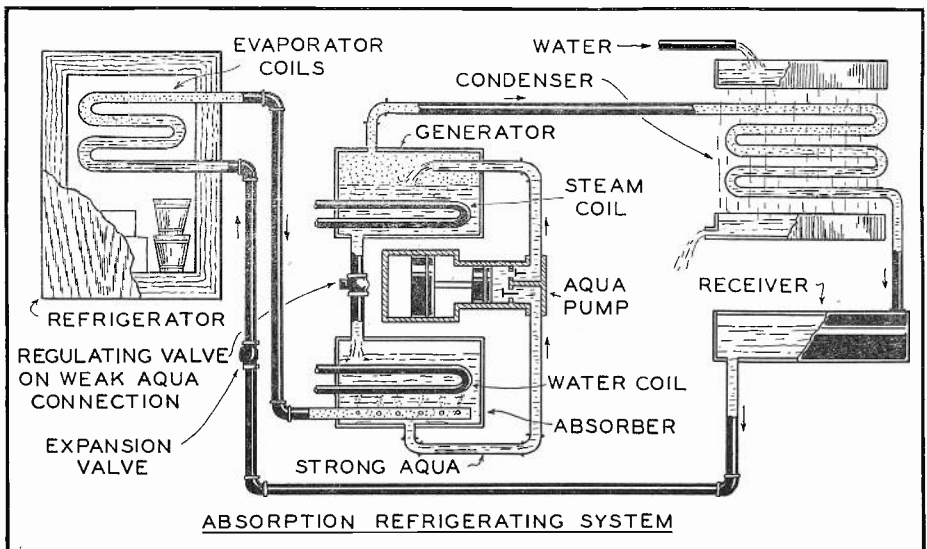 EVAPORATOR
COILS
WATER
CONDENSER
GENERATOR
STEAM
COIL
AQUA
PUMP
RECEIVER
REFRIGERATOR
REGULATING VALVE
ON WEAK AQUA
CONNECTION
WATER COIL
ABSORBER
EXPANSION
VALVE
STRONG AQUA
ABSORPTION REFRIGERATING SYSTEM